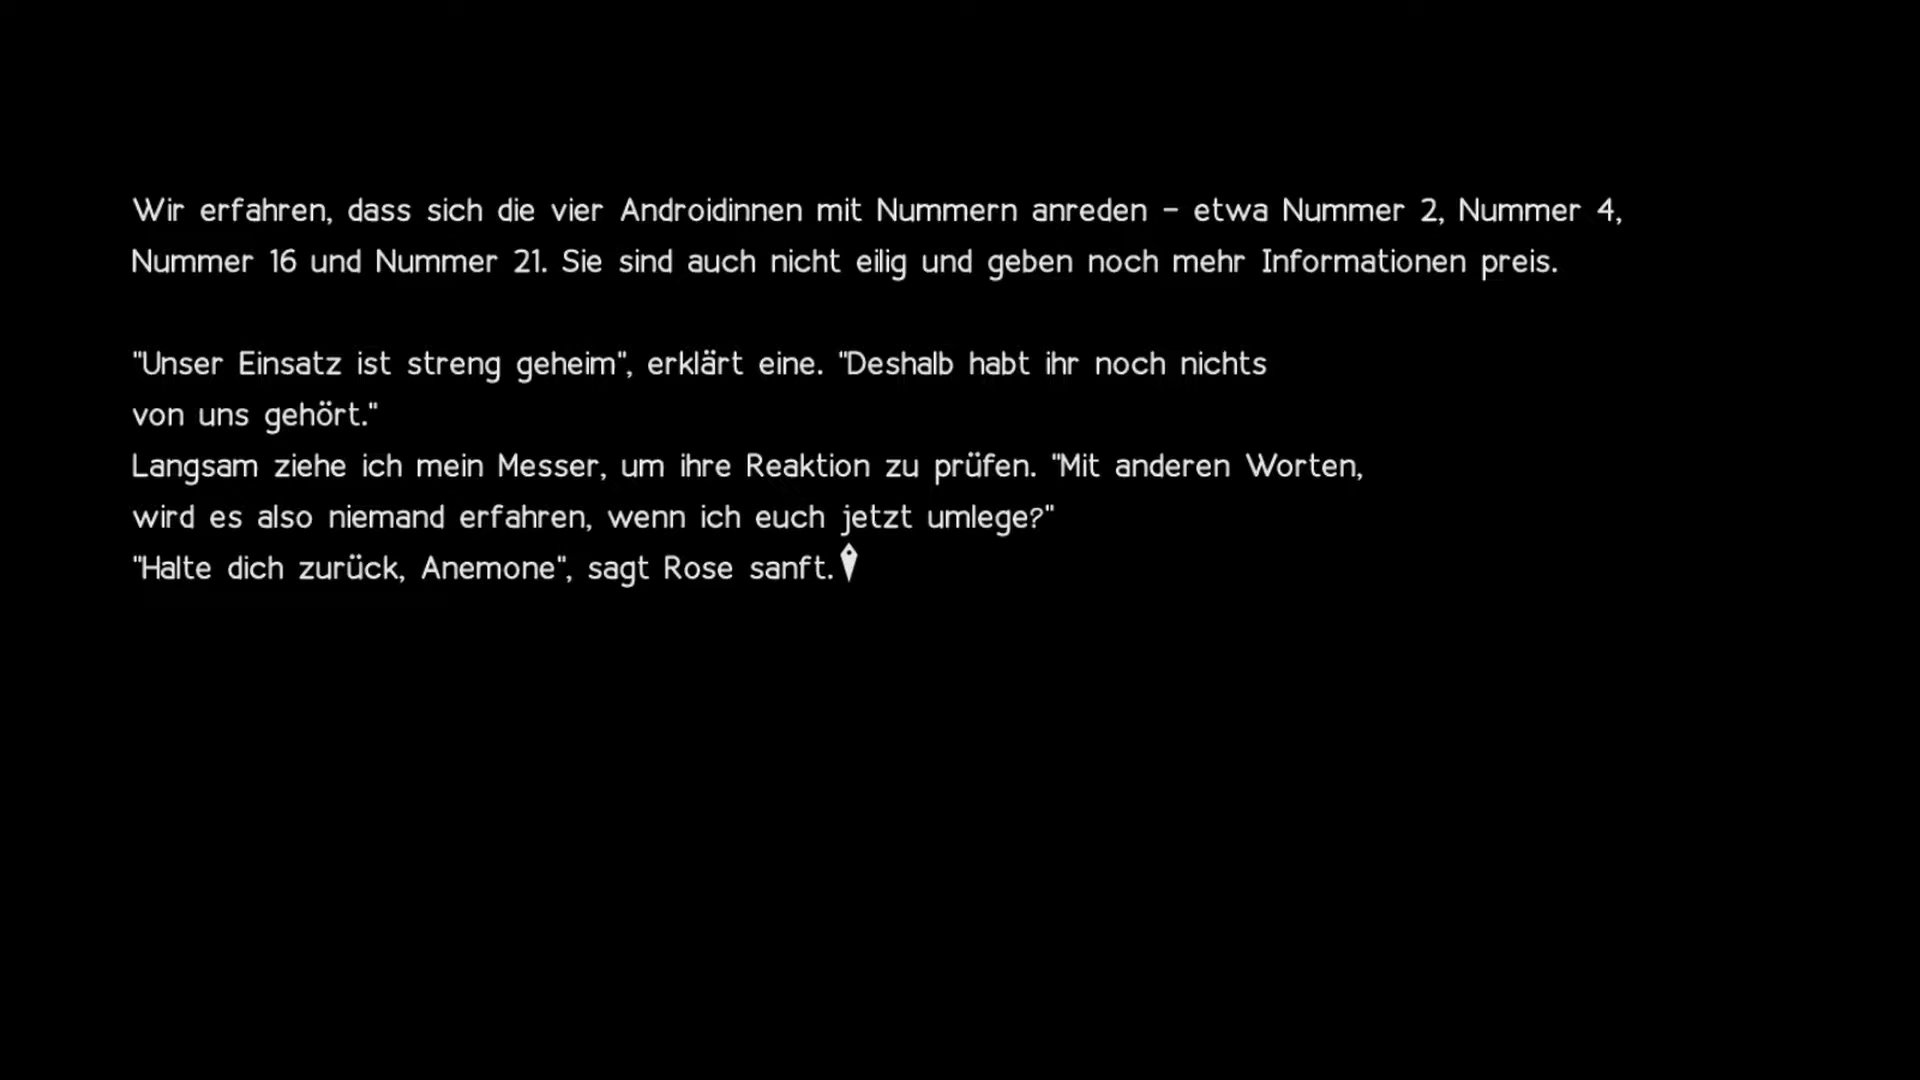 Wir erfahren, dass sich die vier Androidinnen mit Nummern anreden – etwa Nummer 2, Nummer 4,
Nummer 16 und Nummer 21. Sie sind auch nicht eilig und geben noch mehr Informationen preis.
"Unser Einsatz ist streng geheim", erklärt eine. "Deshalb habt ihr noch nichts
von uns gehört."
Langsam ziehe ich mein Messer, um ihre Reaktion zu prüfen. "Mit anderen Worten,
wird es also niemand erfahren, wenn ich euch jetzt umlege?"
"Halte dich zurück, Anemone", sagt Rose sanft.